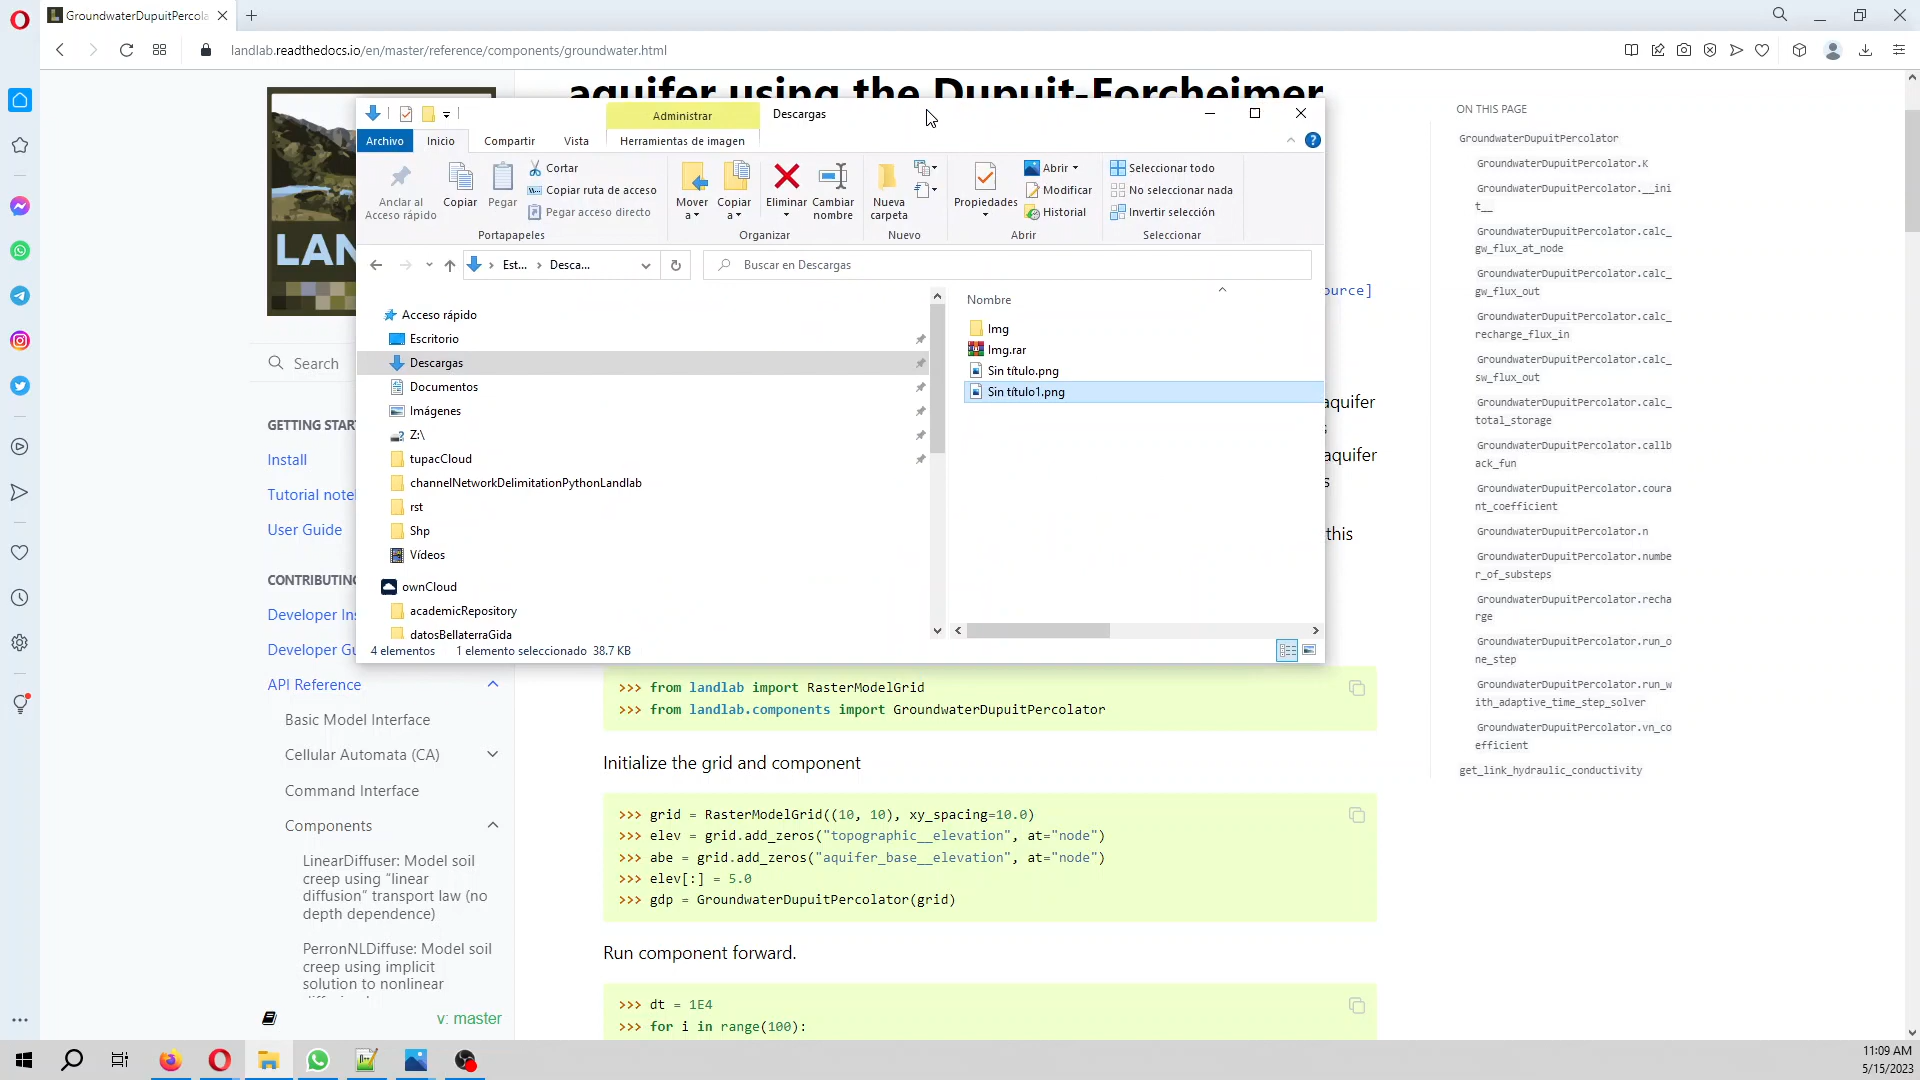 GroundwaterDupuitPercola
landlab.readthedocs.io/en/master/reference/components/groundwater.html
aquifer using the Dupuit-Forcheimer
LAN
Search
GETTING STAR
Install
Tutorial note
User Guide
CONTRIBUTING
Developer Ins
Developer Gu
API Reference
Basic Model Interface
Cellular Automata (CA)
Command Interface
Components
LinearDiffuser: Model soil
creep using “linear
diffusion” transport law (no
depth dependence)
PerronNLDiffuse: Model soil
creep using implicit
solution to nonlinear
v: master
Administrar
Descargas
Archivo
Inicio
Compartir
Vista
Herramientas de imagen
Anclar al
Acceso rápido
Copiar
Pegar
Cortar
Copiar ruta de acceso
Pegar acceso directo
Portapapeles
Mover
a
Copiar
a
Eliminar
Cambiar
nombre
Organizar
Nueva
carpeta
Nuevo
Propiedades
Abrir
Modificar
Historial
Abrir
Seleccionar todo
No seleccionar nada
Invertir selección
Seleccionar
Est...
Desca...
Buscar en Descargas
Acceso rápido
Escritorio
Descargas
Documentos
Imágenes
Z:\
tupacCloud
channelNetworkDelimitationPythonLandlab
rst
Shp
Vídeos
ownCloud
academicRepository
datosBellaterraGida
Nombre
Img
Img.rar
Sin título.png
Sin título1.png
4 elementos 1 elemento seleccionado 38.7 KB
ource]
aquifer
s
aquifer
s
this
>>> from landlab import RasterModelGrid
>>> from landlab.components import GroundwaterDupuitPercolator
Initialize the grid and component
>>> grid = RasterModelGrid((10, 10), xy_spacing=10.0)
>>> elev = grid.add_zeros("topographic__elevation", at="node")
>>> abe = grid.add_zeros("aquifer_base__elevation", at="node")
>>> elev[:] = 5.0
>>> gdp = GroundwaterDupuitPercolator(grid)
Run component forward.
>>> dt = 1E4
>>> for i in range(100):
ON THIS PAGE
GroundwaterDupuitPercolator
GroundwaterDupuitPercolator.K
GroundwaterDupuitPercolator.__ini
t__
GroundwaterDupuitPercolator.calc_
gw_flux_at_node
GroundwaterDupuitPercolator.calc_
gw_flux_out
GroundwaterDupuitPercolator.calc_
recharge_flux_in
GroundwaterDupuitPercolator.calc_
sw_flux_out
GroundwaterDupuitPercolator.calc_
total_storage
GroundwaterDupuitPercolator.callb
ack_fun
GroundwaterDupuitPercolator.coura
nt_coefficient
GroundwaterDupuitPercolator.n
GroundwaterDupuitPercolator.numbe
r_of_substeps
GroundwaterDupuitPercolator.recha
rge
GroundwaterDupuitPercolator.run_o
ne_step
GroundwaterDupuitPercolator.run_w
ith_adaptive_time_step_solver
GroundwaterDupuitPercolator.vn_co
efficient
get_link_hydraulic_conductivity
11:09 AM
5/15/2023